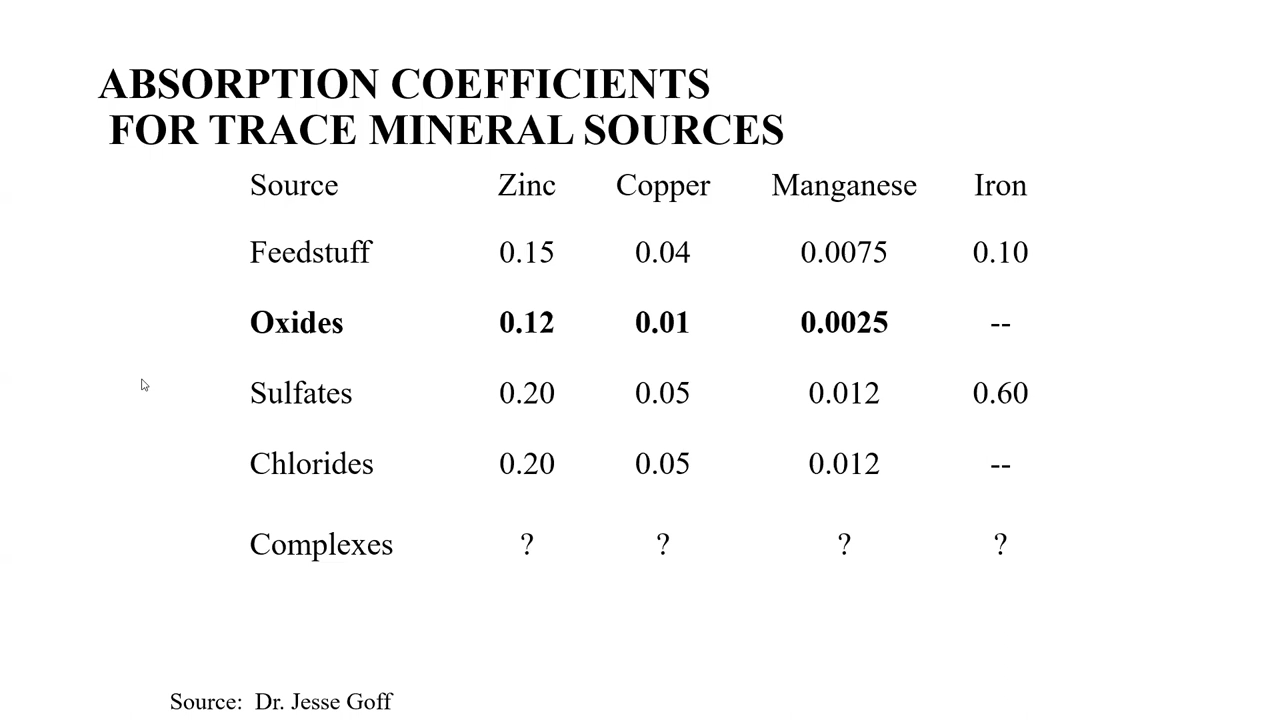 ABSORPTION COEFFICIENTS
FOR TRACE MINERAL SOURCES
Source Zinc Copper Manganese Iron
Feedstuff 0.15 0.04 0.0075 0.10
Oxides 0.12 0.01 0.0025 --
Sulfates 0.20 0.05 0.012 0.60
Chlorides 0.20 0.05 0.012 --
Complexes ? ? ? ?
Source: Dr. Jesse Goff